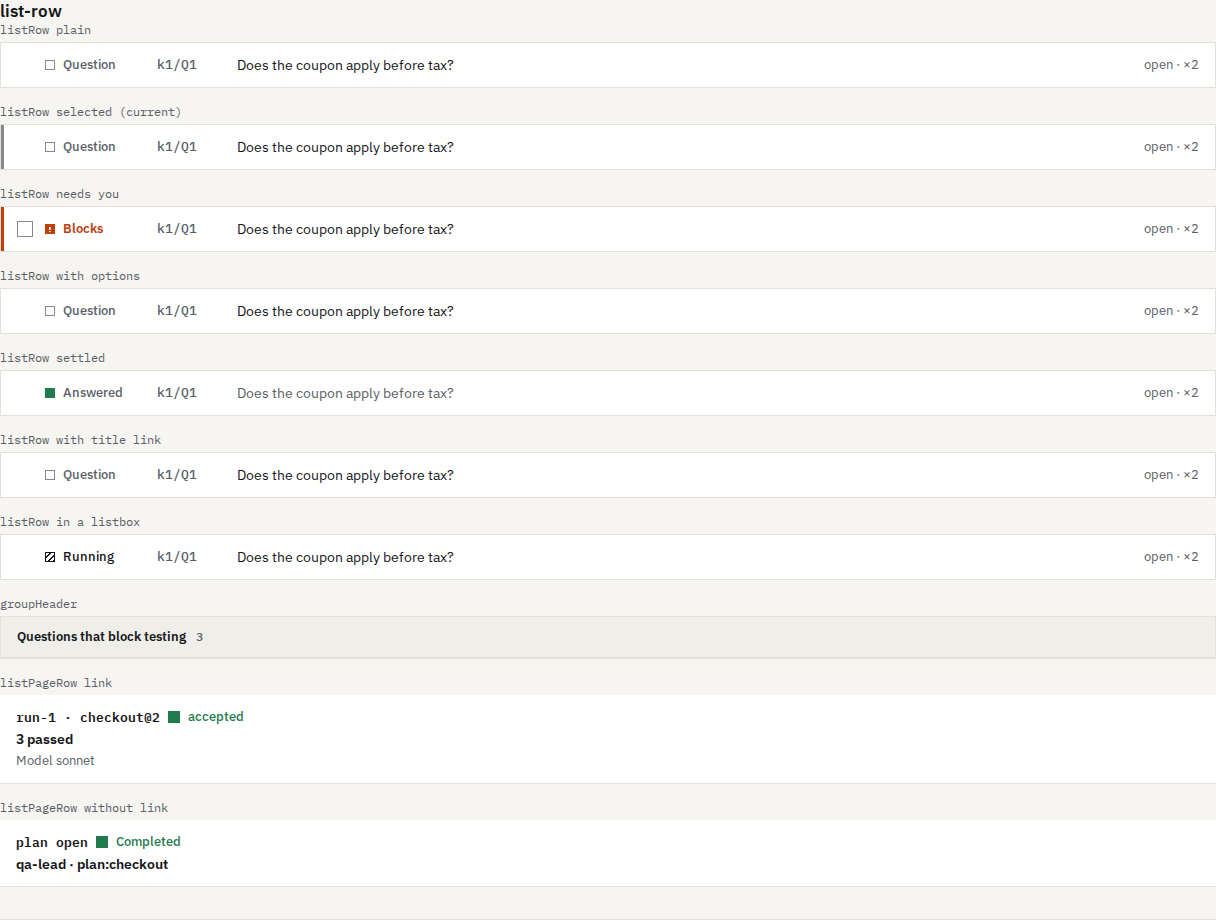 list-row
listRow plain
Question k1/Q1 Does the coupon apply before tax? open · ×2
listRow selected (current)
Question k1/Q1 Does the coupon apply before tax? open · ×2
listRow needs you
Blocks k1/Q1 Does the coupon apply before tax? open · ×2
listRow with options
Question k1/Q1 Does the coupon apply before tax? open · ×2
listRow settled
Answered k1/Q1 Does the coupon apply before tax? open · ×2
listRow with title link
Question k1/Q1 Does the coupon apply before tax? open · ×2
listRow in a listbox
Running k1/Q1 Does the coupon apply before tax? open · ×2
groupHeader
Questions that block testing 3
listPageRow link
run-1 · checkout@2 accepted
3 passed
Model sonnet
listPageRow without link
plan open Completed
qa-lead · plan:checkout